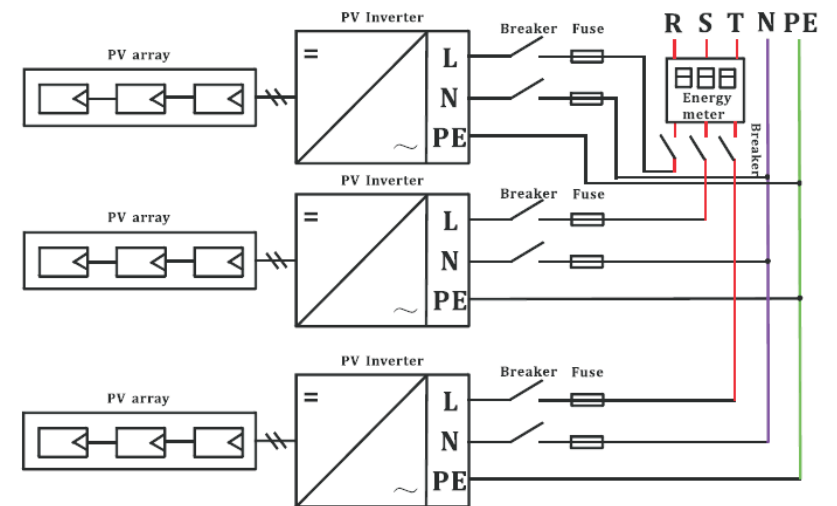 PV Inverter
Breaker Fuse
R S T N PE
PV array
L
N
PE
Energy
meter
Breaker
PV Inverter
Breaker Fuse
PV array
L
N
PE
PV Inverter
Breaker Fuse
PV array
L
N
PE